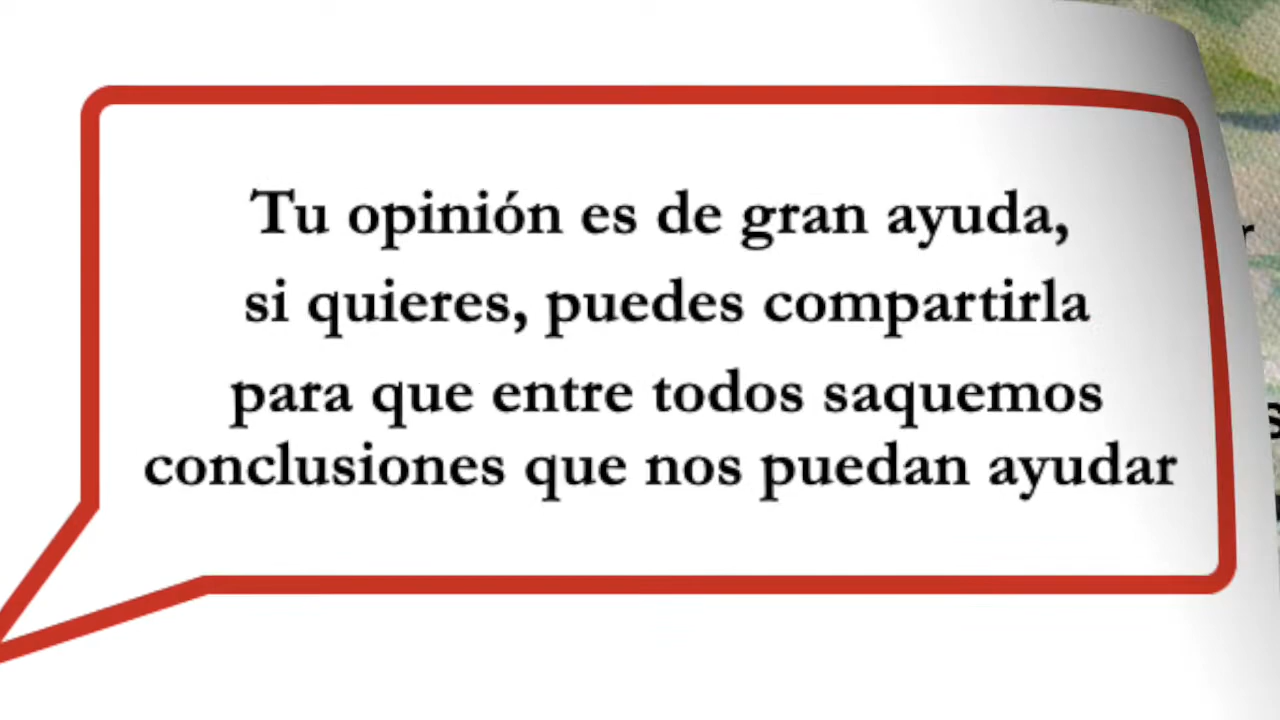 Tu opinión es de gran ayuda,
si quieres, puedes compartirla
para que entre todos saquemos
conclusiones que nos puedan ayudar